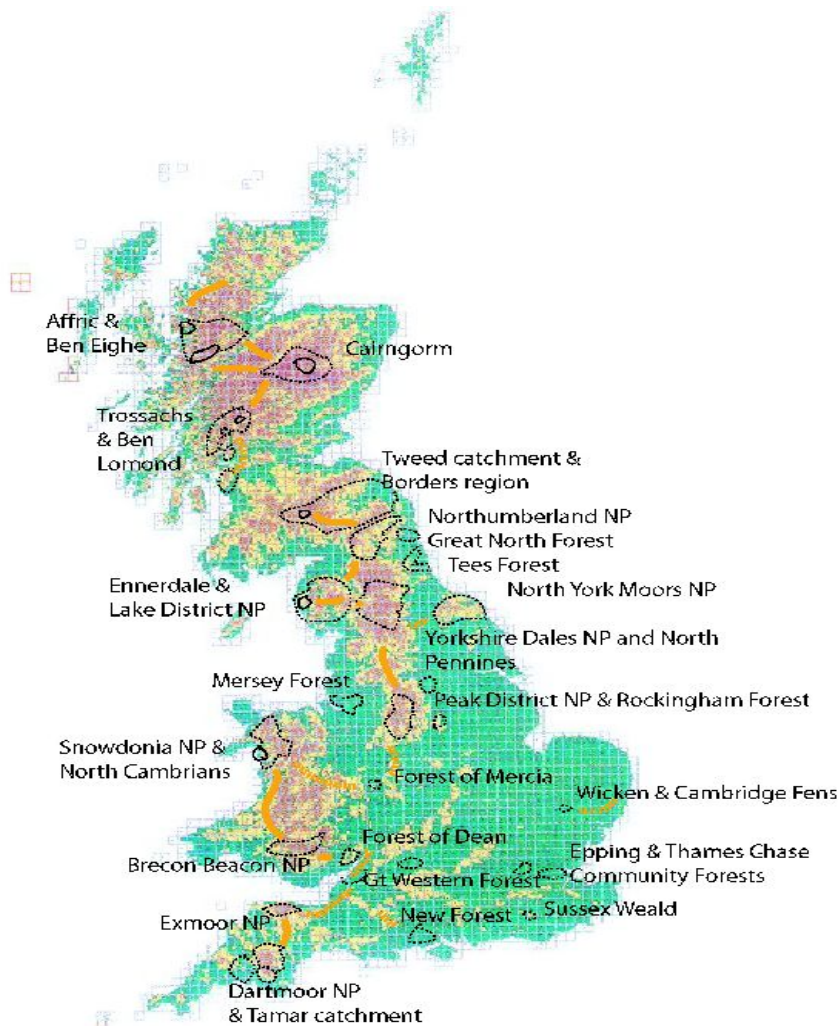 Affric &
Ben Eighe
Cairngorm
Trossachs
& Ben
Lomond
Tweed catchment &
Borders region
Northumberland NP
Great North Forest
Tees Forest
Ennerdale &
Lake District NP
North York Moors NP
Yorkshire Dales NP and North
Pennines
Mersey Forest
Peak District NP & Rockingham Forest
Snowdonia NP &
North Cambrians
Forest of Mercia
Wicken & Cambridge Fens
Forest of Dean
Brecon Beacon NP
Epping & Thames Chase
Community Forests
Gt Western Forest
Exmoor NP
New Forest
Sussex Weald
Dartmoor NP
& Tamar catchment